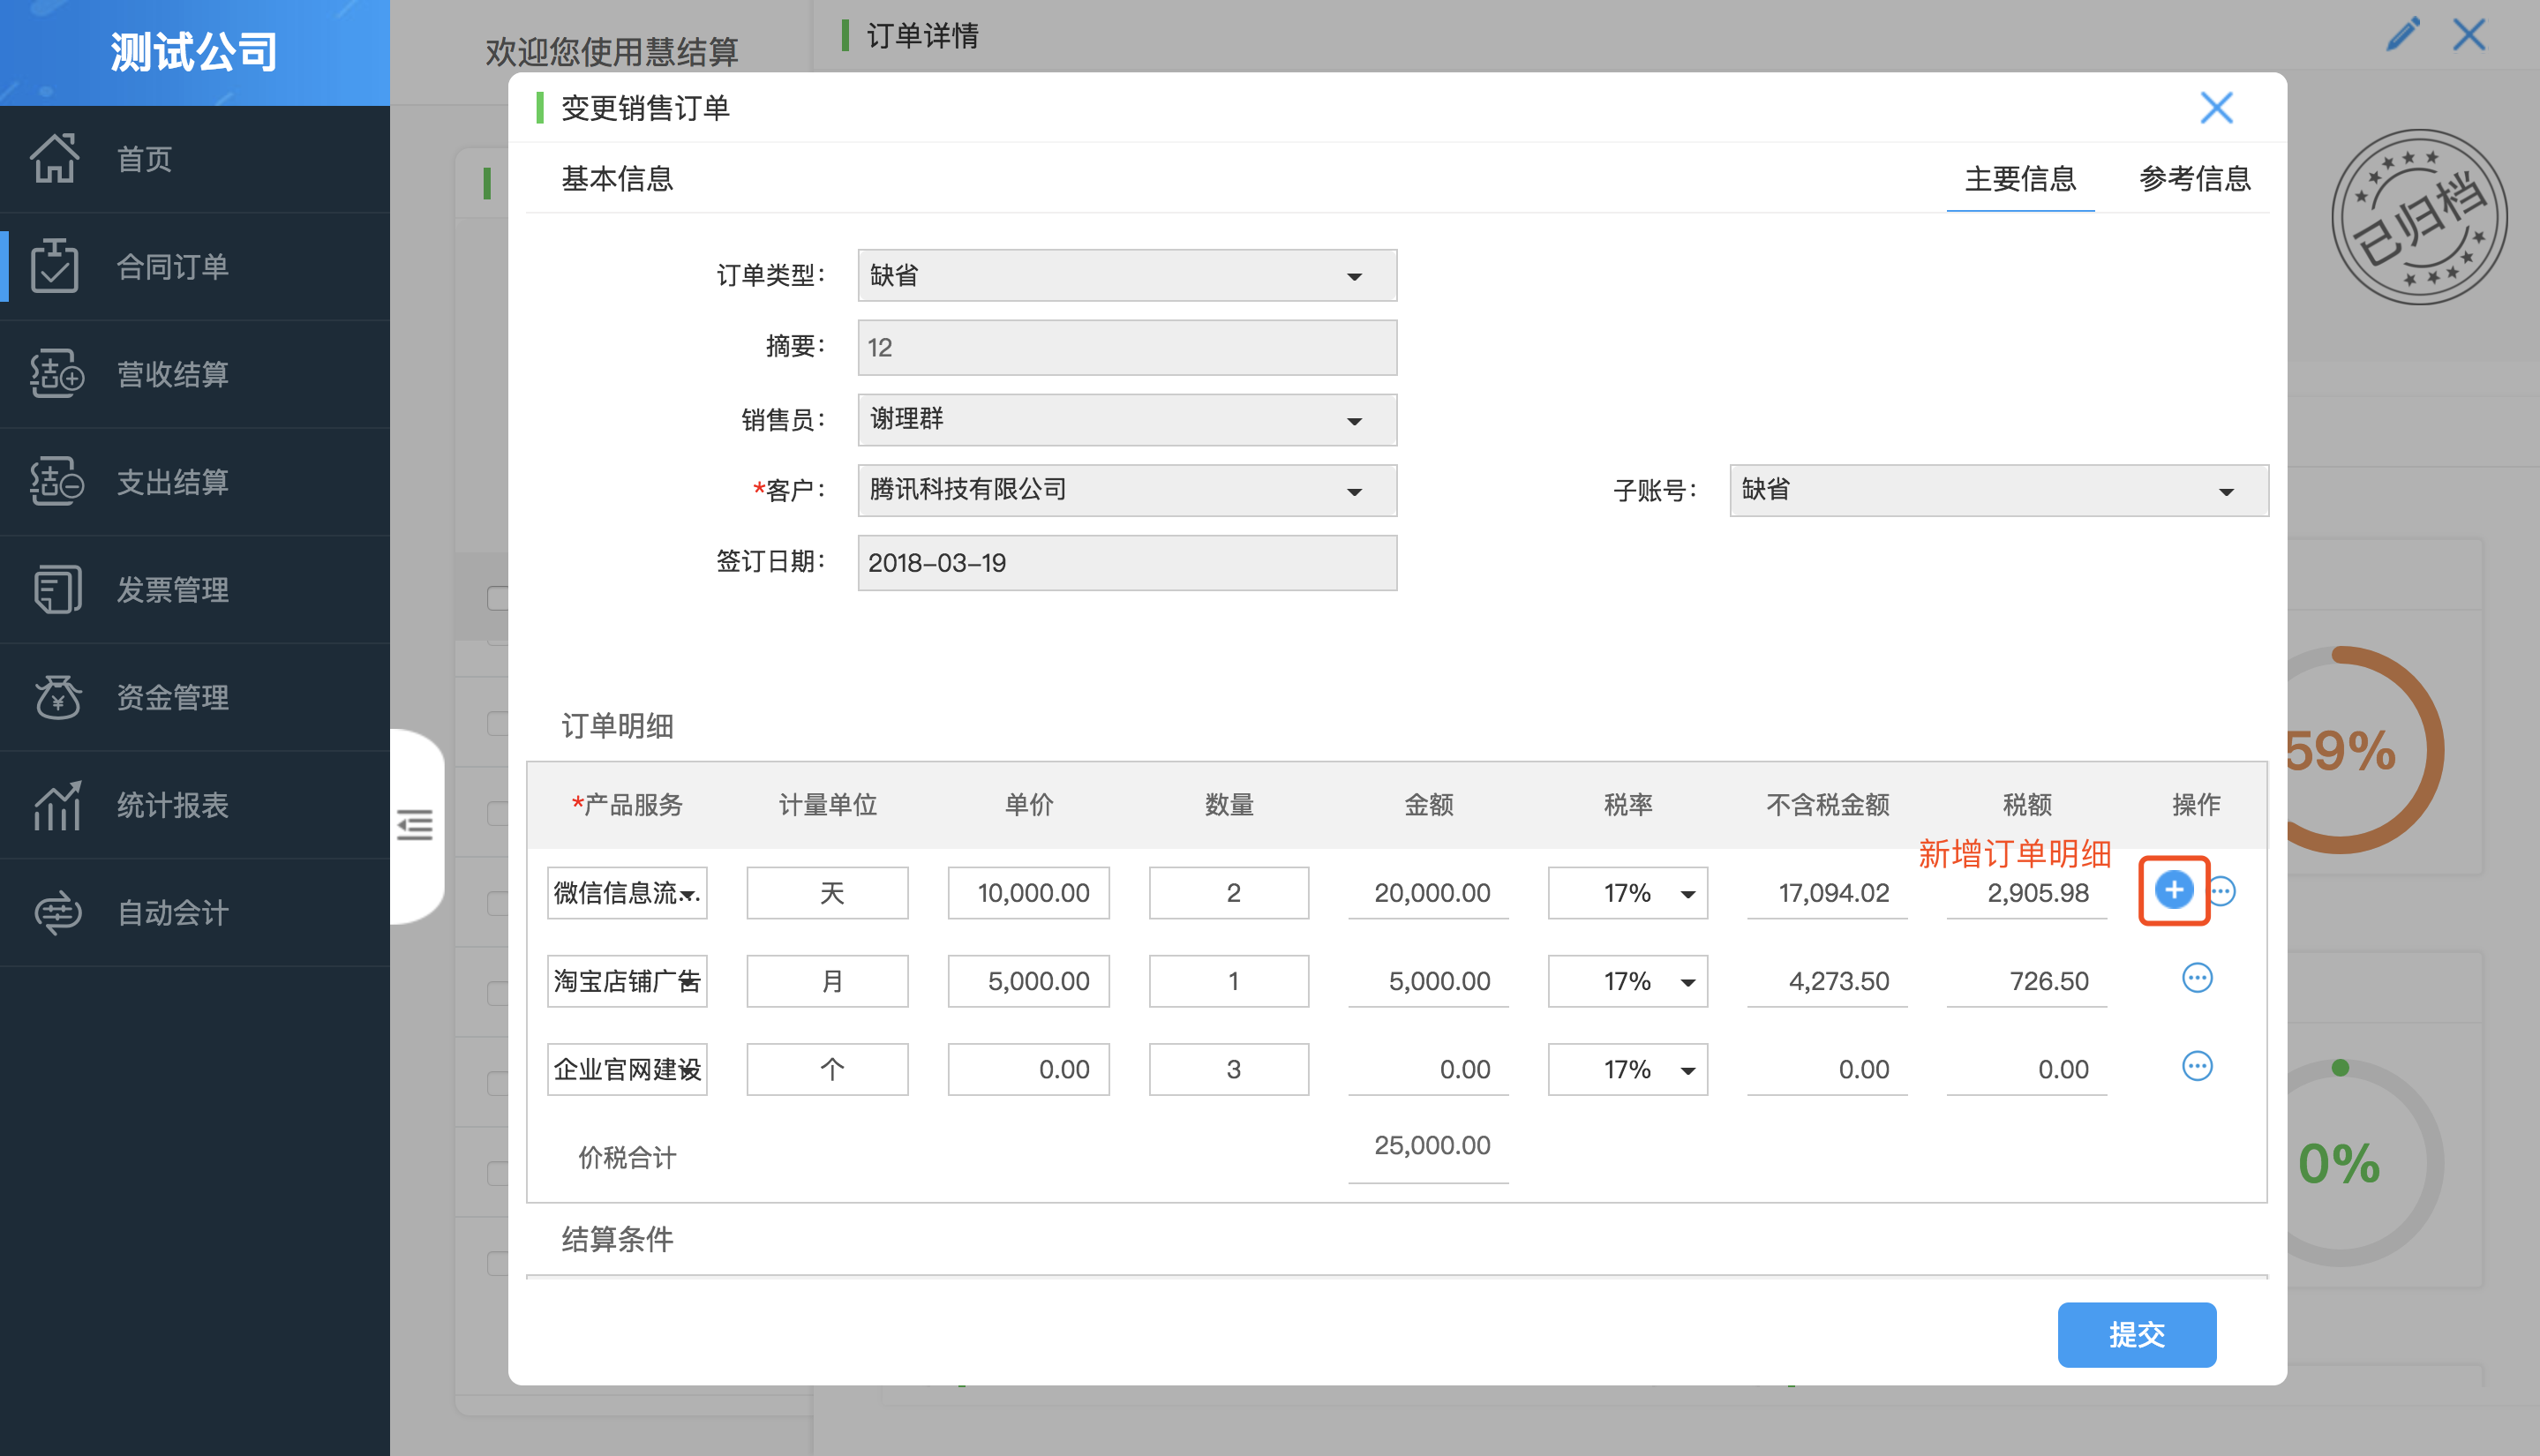 测试公司
首页
合同订单
营收结算
支出结算
发票管理
资金管理
统计报表
自动会计
欢迎您使用慧结算
订单详情
已归档
变更销售订单
基本信息 主要信息 参考信息
订单类型： 缺省
摘要： 12
销售员： 谢理群
*客户： 腾讯科技有限公司 子账号： 缺省
签订日期： 2018-03-19
订单明细
*产品服务 计量单位 单价 数量 金额 税率 不含税金额 税额 操作
新增订单明细
微信信息流... 天 10,000.00 2 20,000.00 17% 17,094.02 2,905.98
淘宝店铺广告 月 5,000.00 1 5,000.00 17% 4,273.50 726.50
企业官网建设 个 0.00 3 0.00 17% 0.00 0.00
价税合计 25,000.00
结算条件
提交
59%
0%